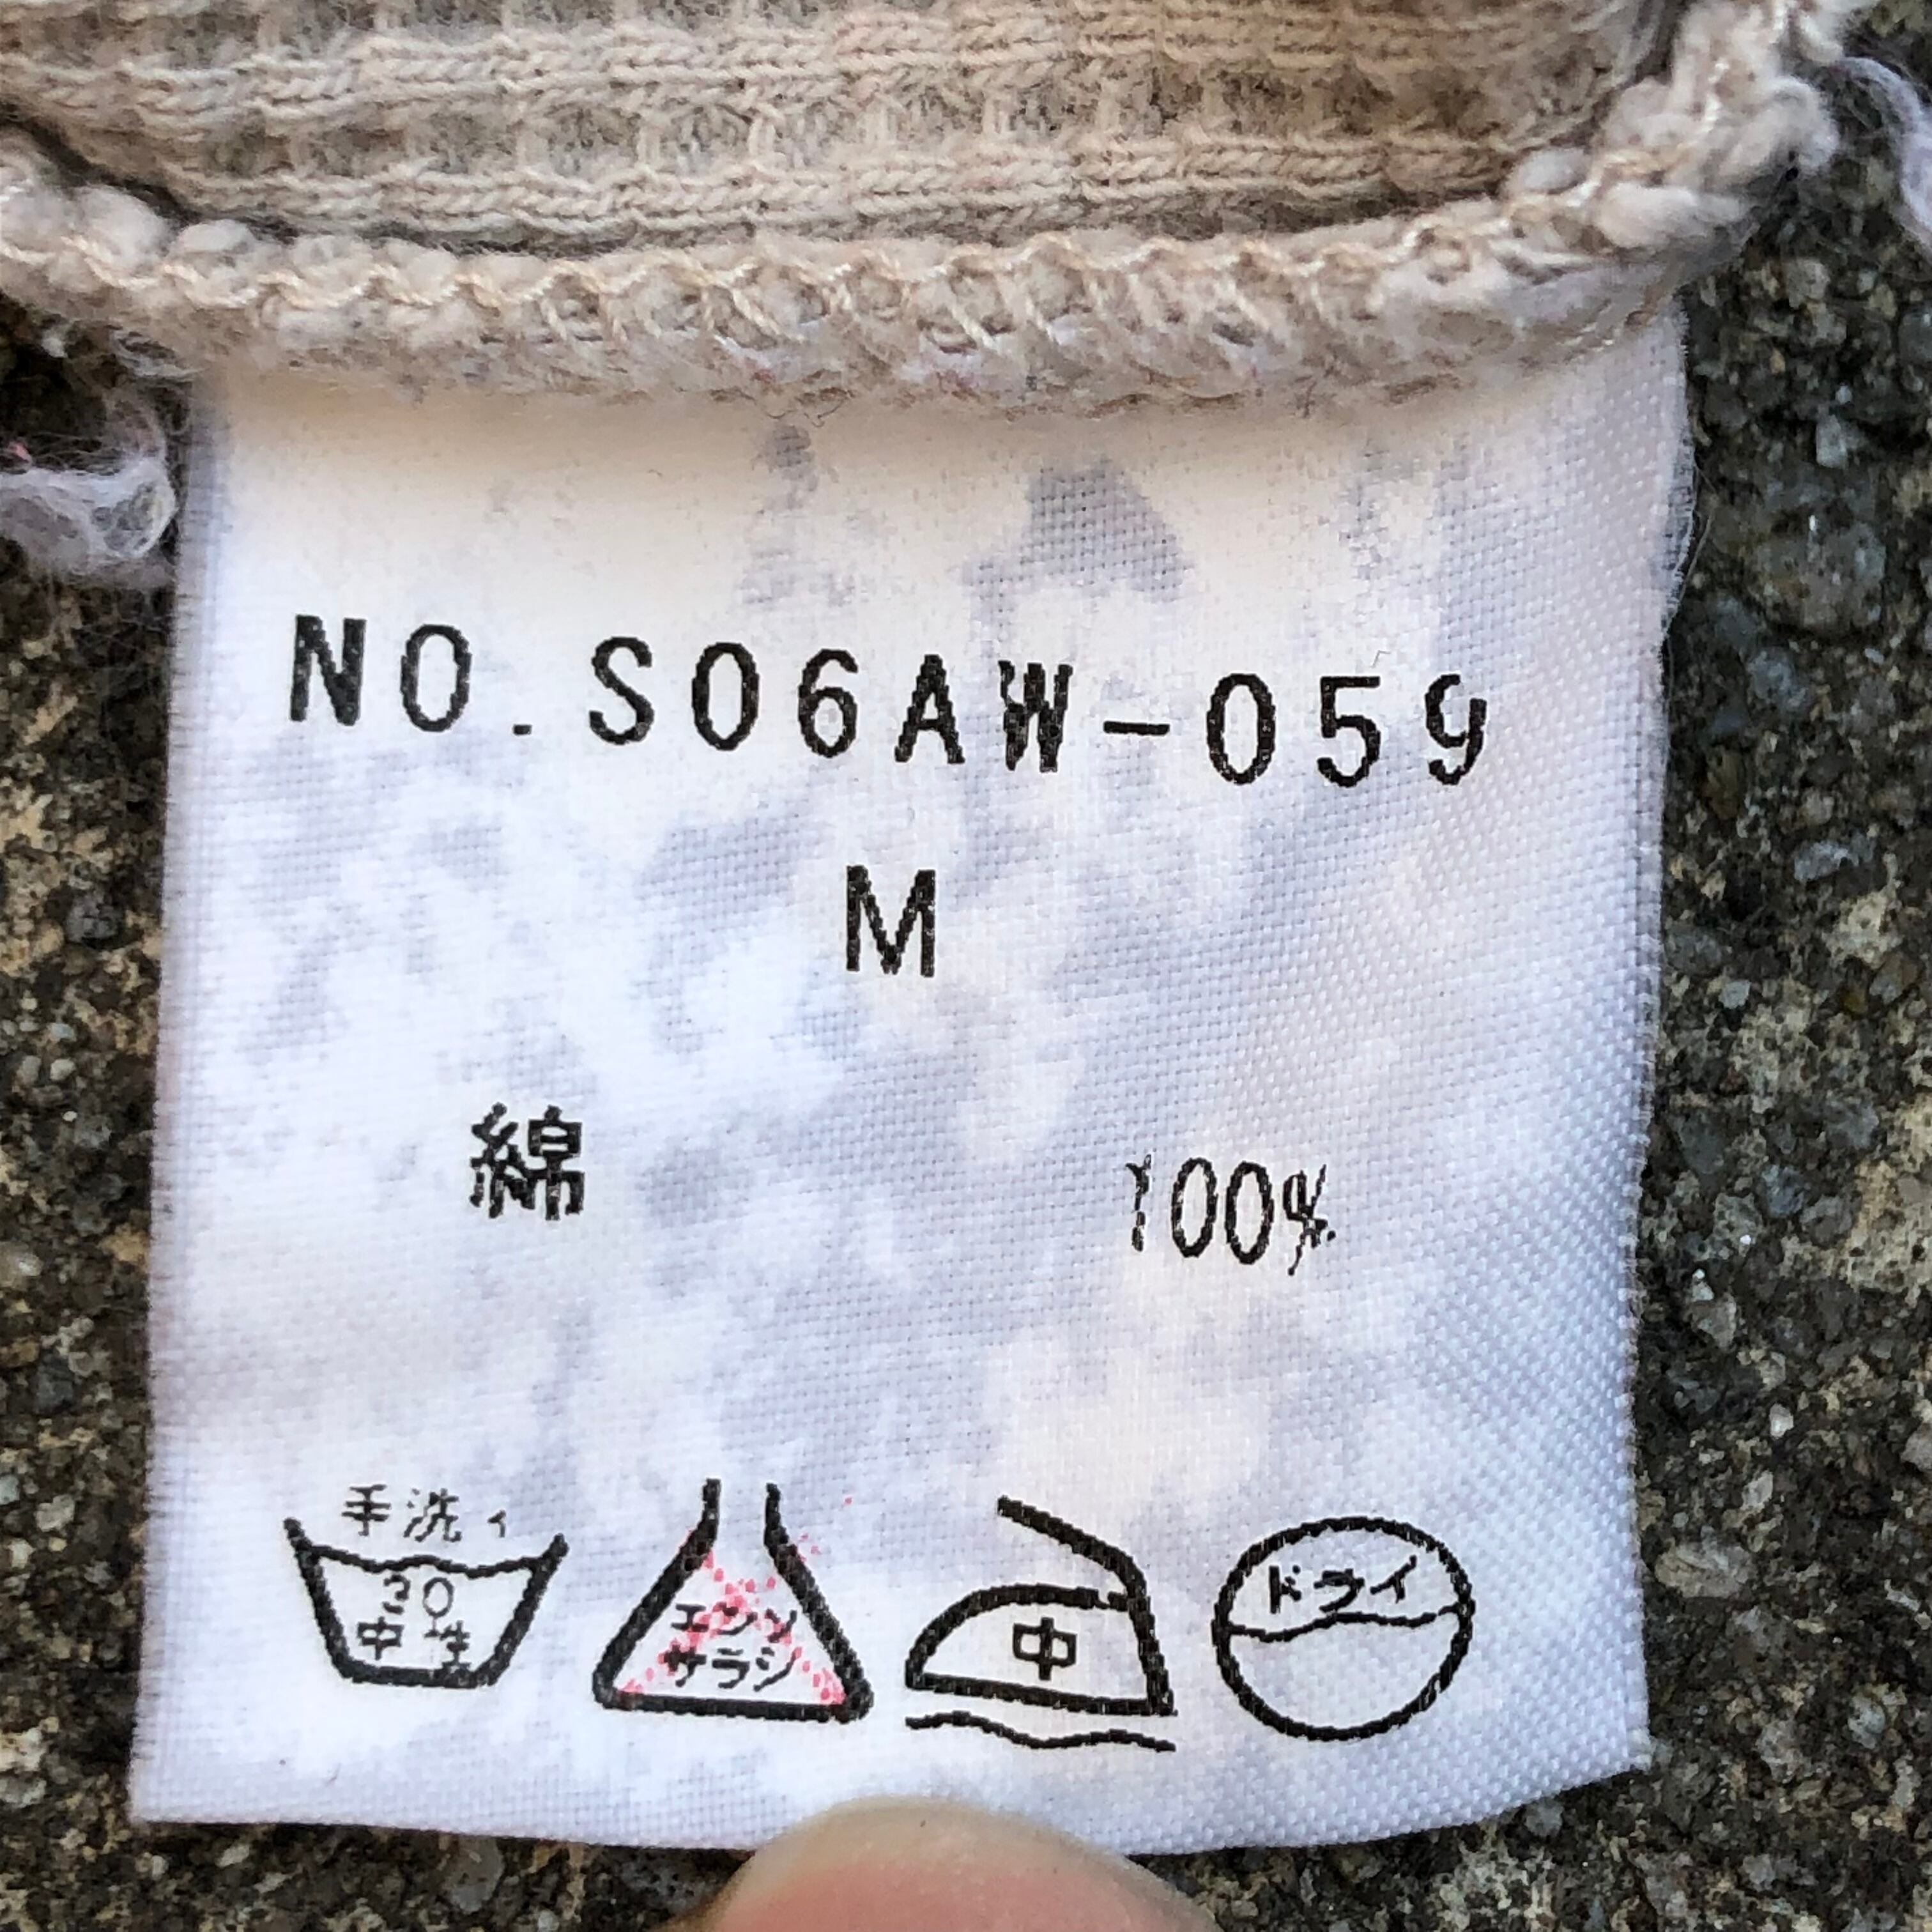 NO.S06AW-059
M
綿 100%
手洗イ
30
中性
エンソ
サラシ
中
ドライ